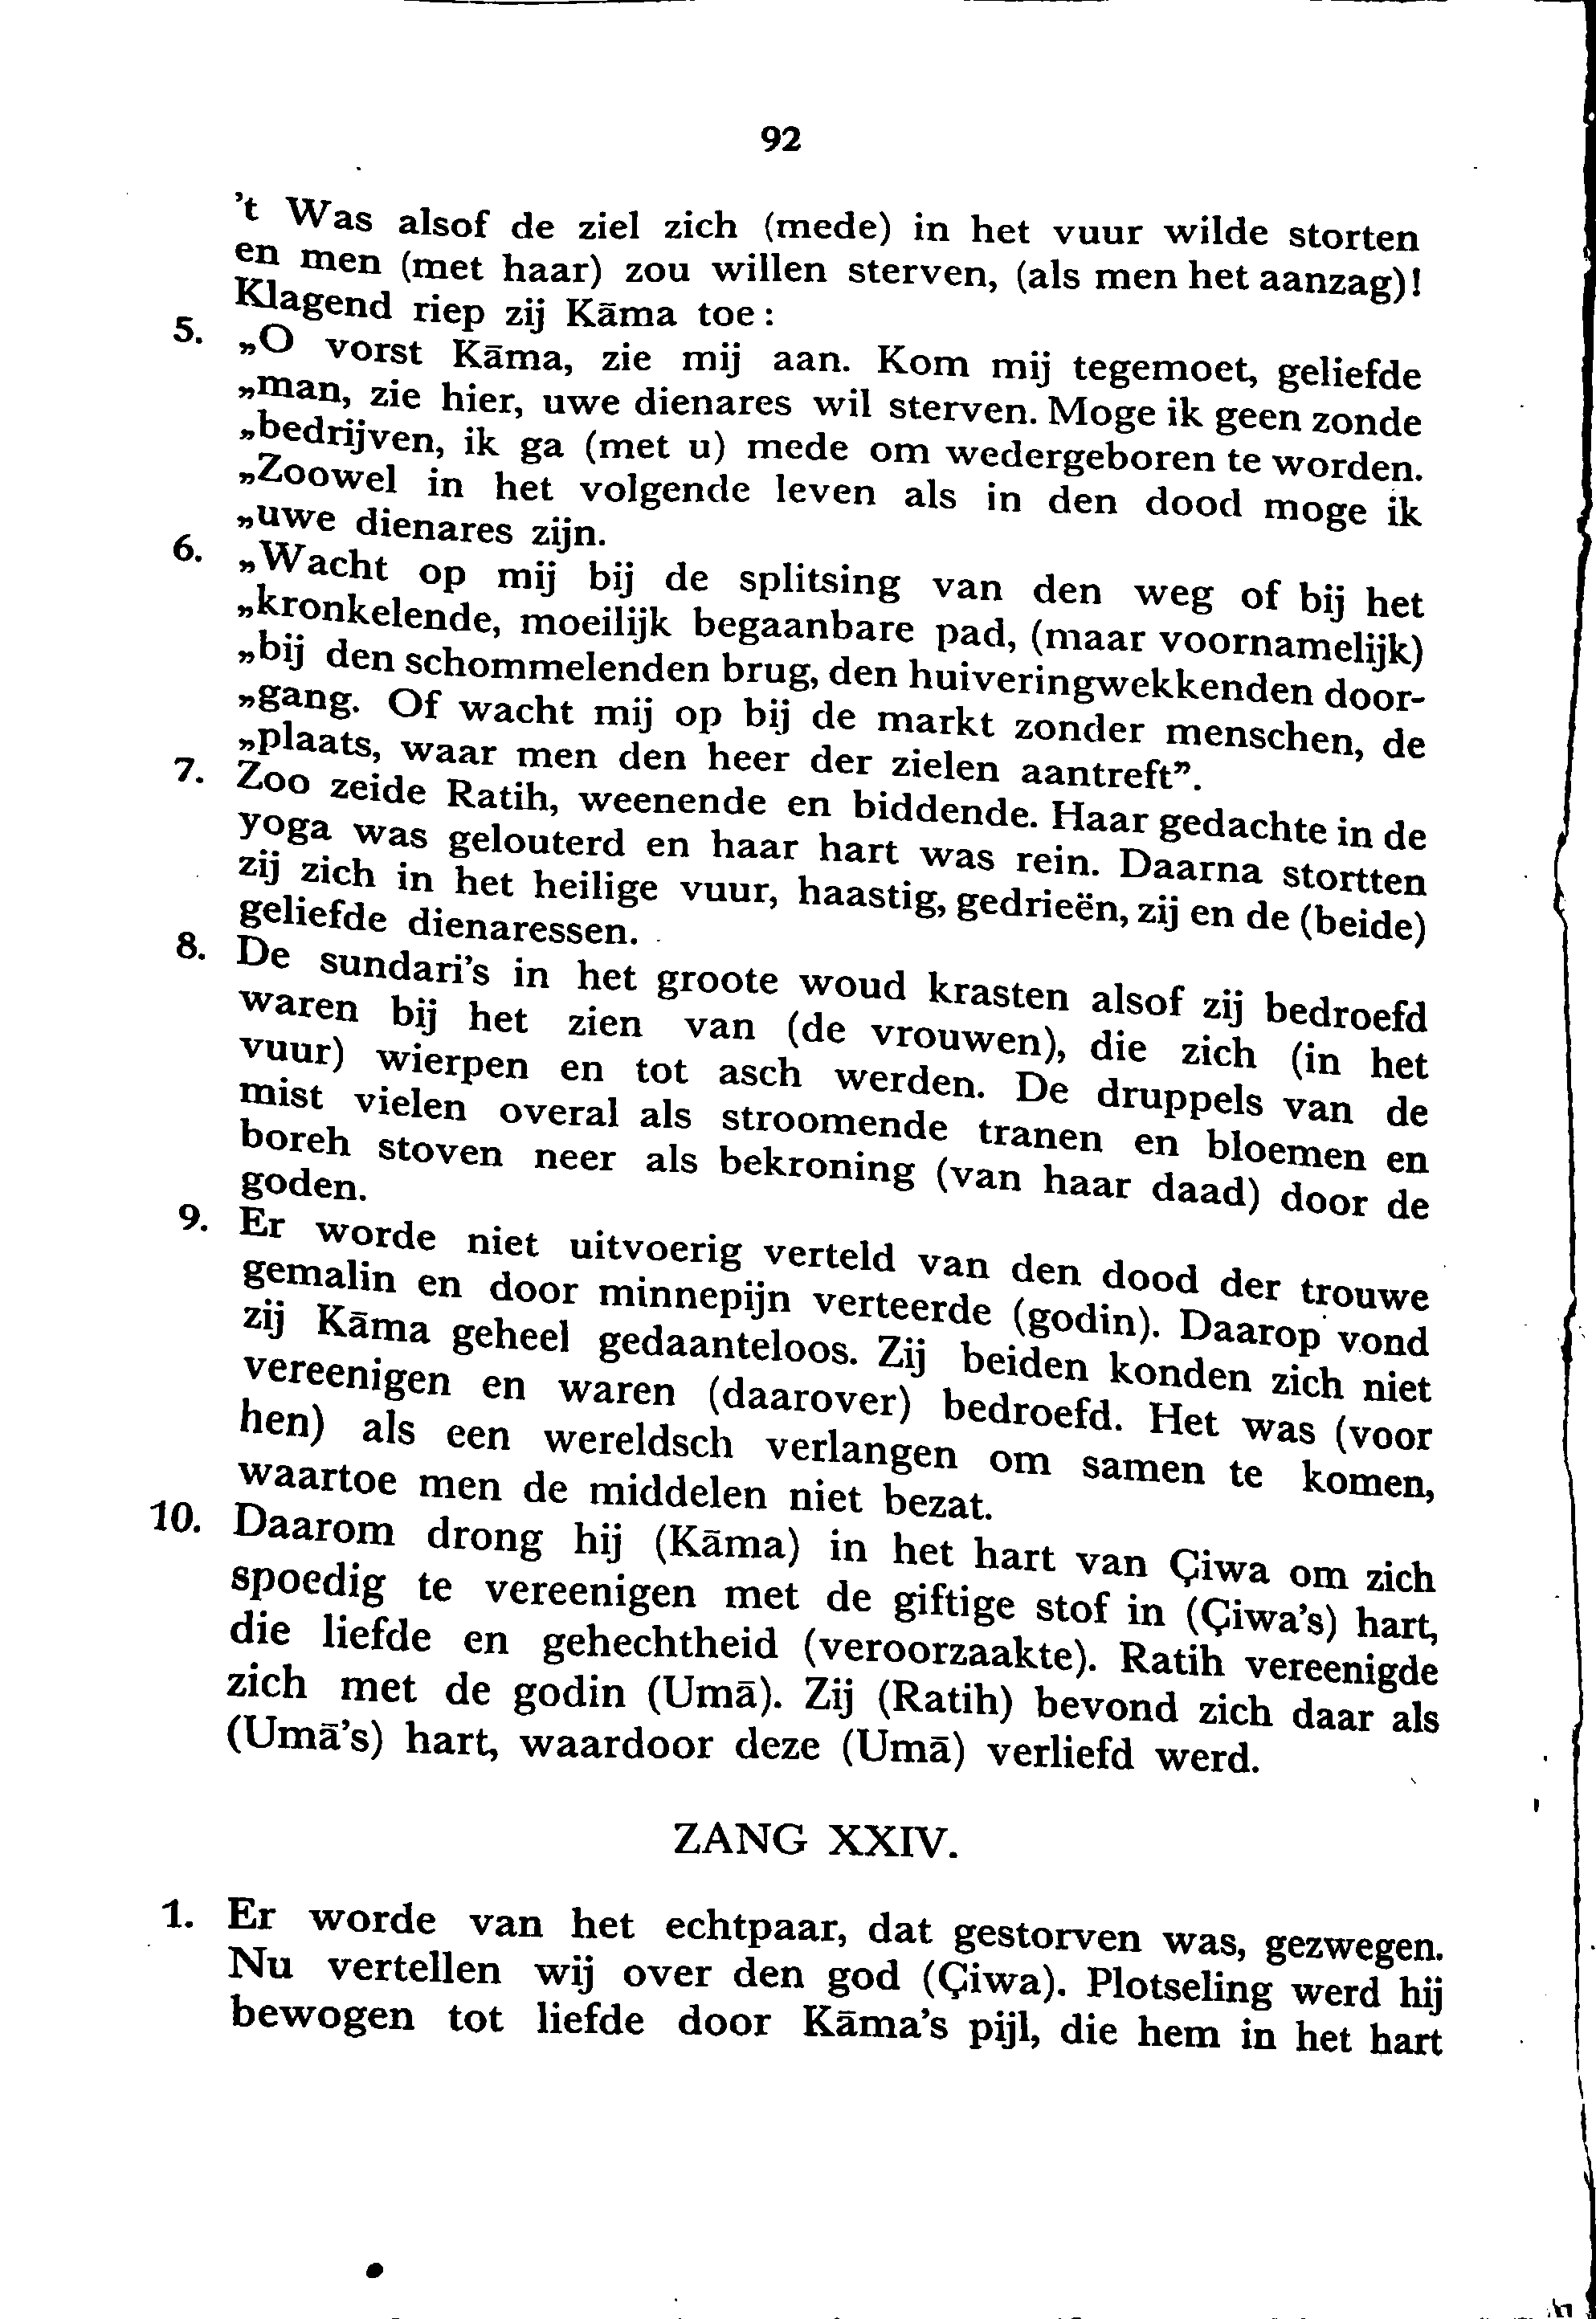 92
't Was alsof de ziel zich (mede) in het vuur wilde storten
en men (met haar) zou willen sterven, (als men het aanzag)!
Klagend riep zij Kāma toe:
5. „O vorst Kāma, zie mij aan. Kom mij tegemoet, geliefde
„man, zie hier, uwe dienares wil sterven. Moge ik geen zonde
„bedrijven, ik ga (met u) mede om wedergeboren te worden.
„Zoowel in het volgende leven als in den dood moge ik
„uwe dienares zijn.
6. „Wacht op mij bij de splitsing van den weg of bij het
„kronkelende, moeilijk begaanbare pad, (maar voornamelijk)
„bij den schommelenden brug, den huiveringwekkenden door-
„gang. Of wacht mij op bij de markt zonder menschen, de
„plaats, waar men den heer der zielen aantreft”.
7. Zoo zeide Ratih, weenende en biddende. Haar gedachte in de
yoga was gelouterd en haar hart was rein. Daarna stortten
zij zich in het heilige vuur, haastig, gedrieën, zij en de (beide)
geliefde dienaressen.
8. De sundari's in het groote woud krasten alsof zij bedroefd
waren bij het zien van (de vrouwen), die zich (in het
vuur) wierpen en tot asch werden. De druppels van de
mist vielen overal als stroomende tranen en bloemen en
boreh stoven neer als bekroning (van haar daad) door de
goden.
9. Er worde niet uitvoerig verteld van den dood der trouwe
gemalin en door minnepijn verteerde (godin). Daarop vond
zij Kāma geheel gedaanteloos. Zij beiden konden zich niet
vereenigen en waren (daarover) bedroefd. Het was (voor
hen) als een wereldsch verlangen om samen te komen,
waartoe men de middelen niet bezat.
10. Daarom drong hij (Kāma) in het hart van Çiwa om zich
spoedig te vereenigen met de giftige stof in (Çiwa's) hart,
die liefde en gehechtheid (veroorzaakte). Ratih vereenigde
zich met de godin (Umā). Zij (Ratih) bevond zich daar als
(Umā's) hart, waardoor deze (Umā) verliefd werd.
ZANG XXIV.
1. Er worde van het echtpaar, dat gestorven was, gezwegen.
Nu vertellen wij over den god (Çiwa). Plotseling werd hij
bewogen tot liefde door Kāma's pijl, die hem in het hart